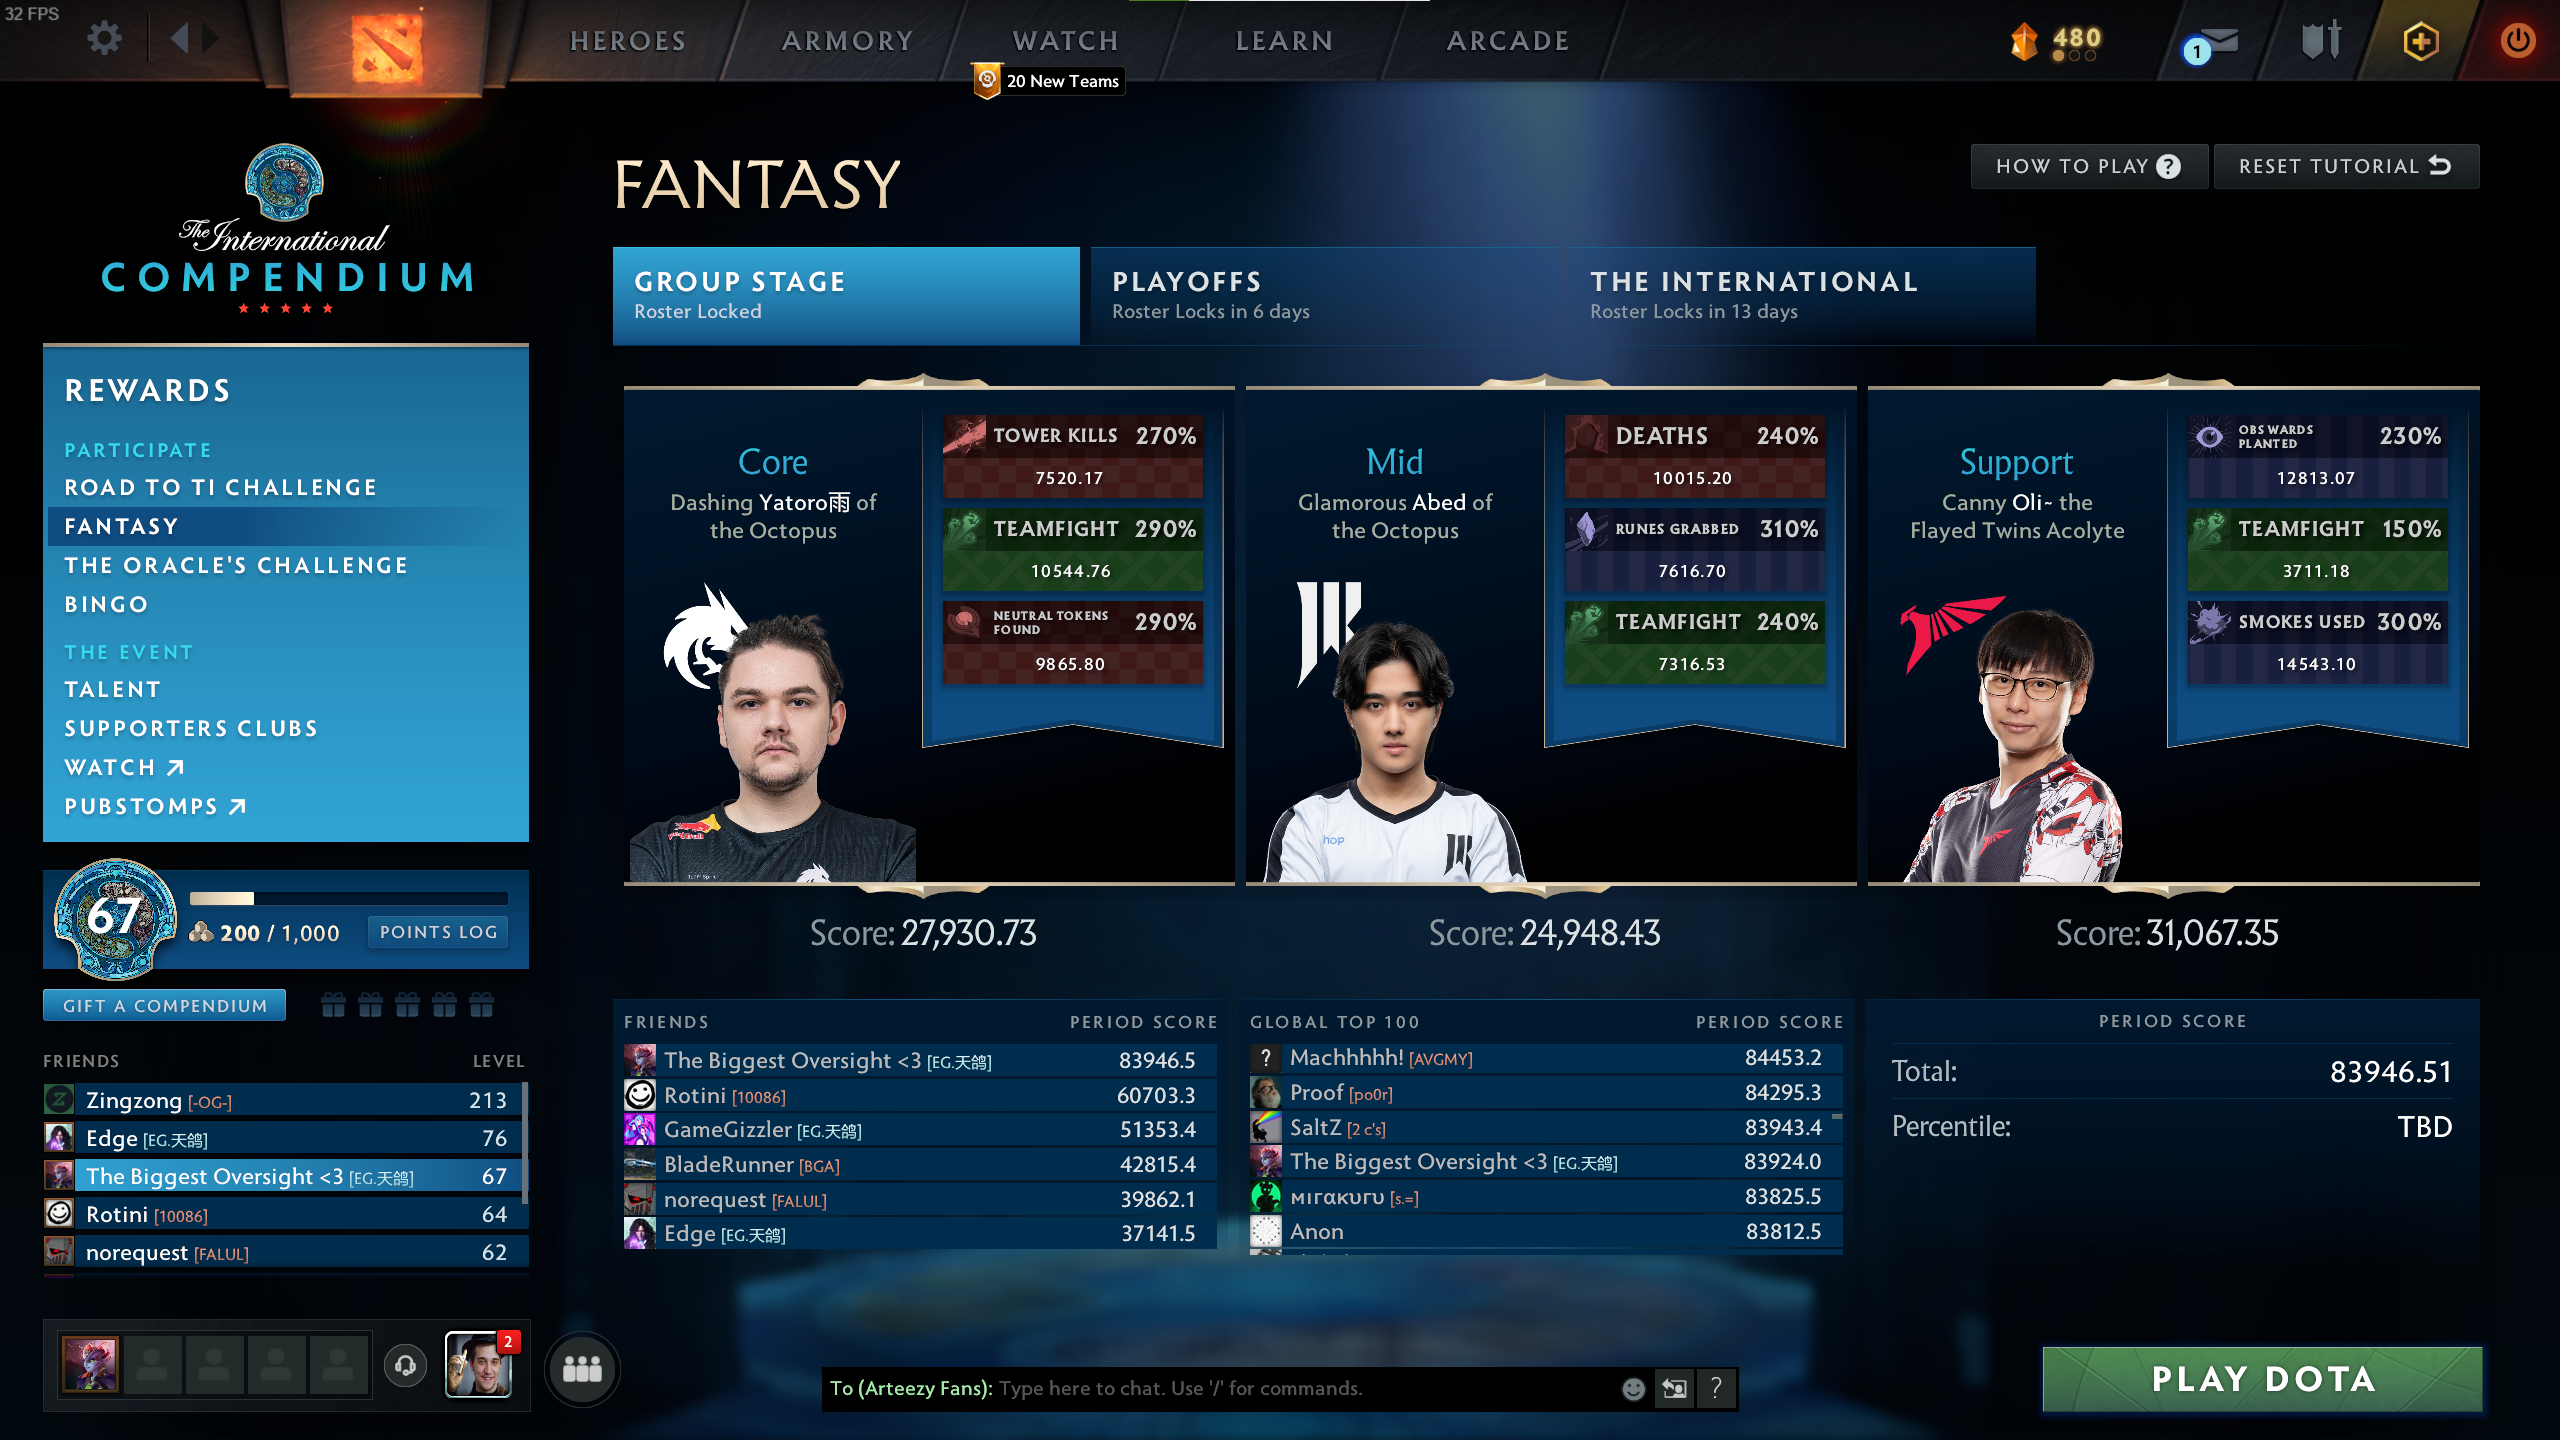 32 FPS
HEROES
ARMORY
WATCH
LEARN
ARCADE
480
1
20 New Teams
The International
COMPENDIUM
FANTASY
HOW TO PLAY ?
RESET TUTORIAL
GROUP STAGE
Roster Locked
PLAYOFFS
Roster Locks in 6 days
THE INTERNATIONAL
Roster Locks in 13 days
REWARDS
PARTICIPATE
ROAD TO TI CHALLENGE
FANTASY
THE ORACLE'S CHALLENGE
BINGO
THE EVENT
TALENT
SUPPORTERS CLUBS
WATCH
PUBSTOMPS
67
200 / 1,000
POINTS LOG
GIFT A COMPENDIUM
FRIENDS LEVEL
Zingzong [-OG-] 213
Edge [EG.天鸽] 76
The Biggest Oversight <3 [EG.天鸽] 67
Rotini [10086] 64
norequest [FALUL] 62
2
Core
Dashing Yatoro雨 of
the Octopus
TOWER KILLS 270%
7520.17
TEAMFIGHT 290%
10544.76
NEUTRAL TOKENS
FOUND 290%
9865.80
Red Bull
Score: 27,930.73
Mid
Glamorous Abed of
the Octopus
DEATHS 240%
10015.20
RUNES GRABBED 310%
7616.70
TEAMFIGHT 240%
7316.53
hop
Score: 24,948.43
Support
Canny Oli~ the
Flayed Twins Acolyte
OBS WARDS
PLANTED 230%
12813.07
TEAMFIGHT 150%
3711.18
SMOKES USED 300%
14543.10
Score: 31,067.35
FRIENDS PERIOD SCORE
The Biggest Oversight <3 [EG.天鸽] 83946.5
Rotini [10086] 60703.3
GameGizzler [EG.天鸽] 51353.4
BladeRunner [BGA] 42815.4
norequest [FALUL] 39862.1
Edge [EG.天鸽] 37141.5
GLOBAL TOP 100 PERIOD SCORE
? Machhhhh! [AVGMY] 84453.2
Proof [po0r] 84295.3
SaltZ [2 c's] 83943.4
The Biggest Oversight <3 [EG.天鸽] 83924.0
[s.=] 83825.5
Anon 83812.5
PERIOD SCORE
Total: 83946.51
Percentile: TBD
To (Arteezy Fans): Type here to chat. Use '/' for commands.
?
PLAY DOTA